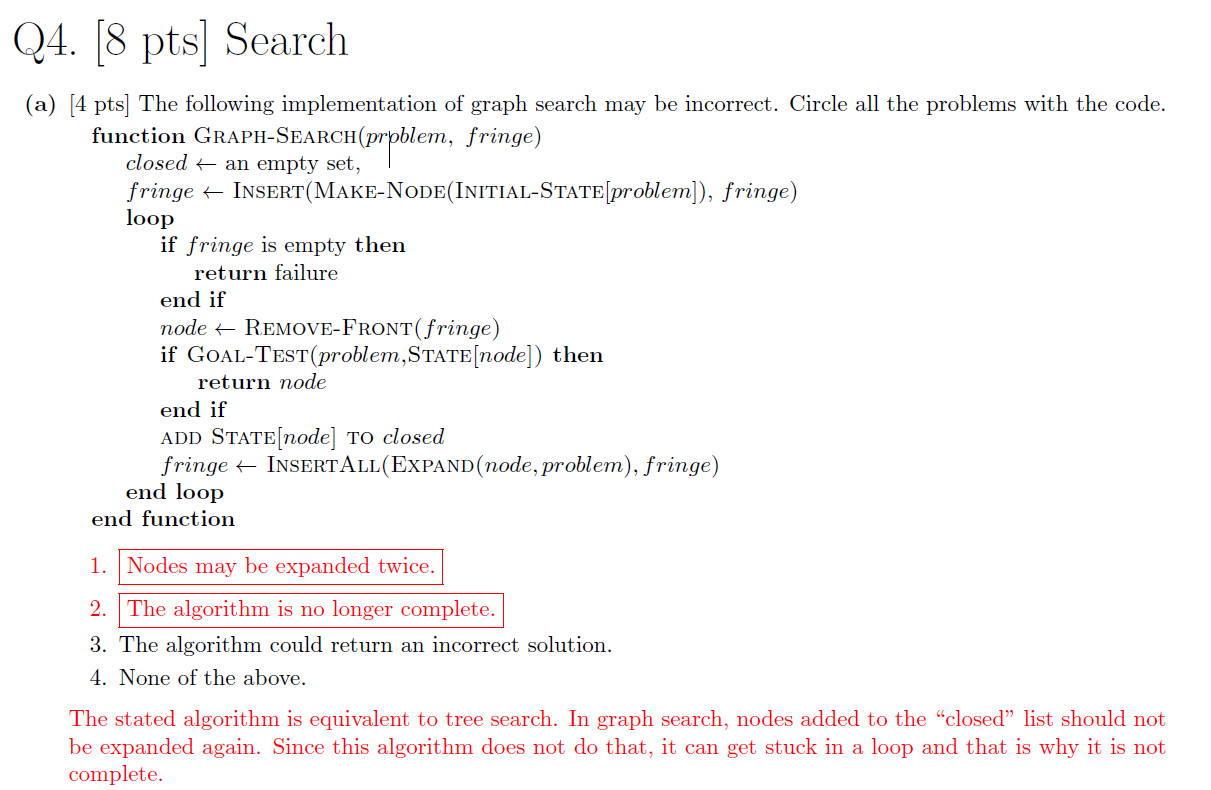 Q4. [8 pts] Search
(a) [4 pts] The following implementation of graph search may be incorrect. Circle all the problems with the code.
function GRAPH-SEARCH(problem, fringe)
closed ← an empty set,
fringe ← INSERT(MAKE-NODE(INITIAL-STATE[problem]), fringe)
loop
if fringe is empty then
return failure
end if
node ← REMOVE-FRONT(fringe)
if GOAL-TEST(problem,STATE[node]) then
return node
end if
ADD STATE[node] TO closed
fringe ← INSERTALL(EXPAND(node, problem), fringe)
end loop
end function
1. Nodes may be expanded twice.
2. The algorithm is no longer complete.
3. The algorithm could return an incorrect solution.
4. None of the above.
The stated algorithm is equivalent to tree search. In graph search, nodes added to the “closed” list should not
be expanded again. Since this algorithm does not do that, it can get stuck in a loop and that is why it is not
complete.